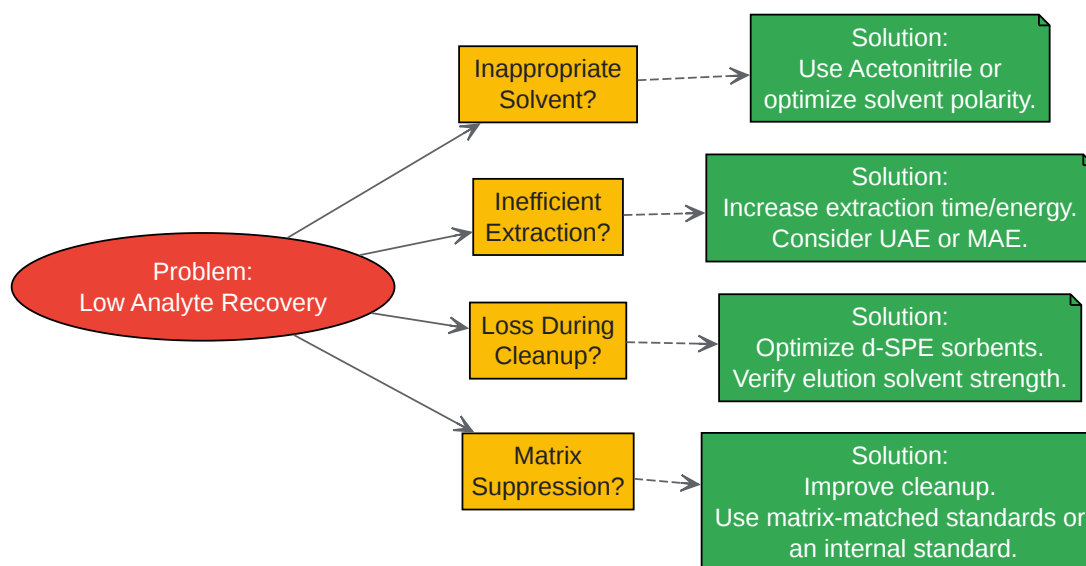 Problem:
Low Analyte Recovery
Inappropriate
Solvent?
Solution:
Use Acetonitrile or
optimize solvent polarity.
Inefficient
Extraction?
Solution:
Increase extraction time/energy.
Consider UAE or MAE.
Loss During
Cleanup?
Solution:
Optimize d-SPE sorbents.
Verify elution solvent strength.
Matrix
Suppression?
Solution:
Improve cleanup.
Use matrix-matched standards or
an internal standard.